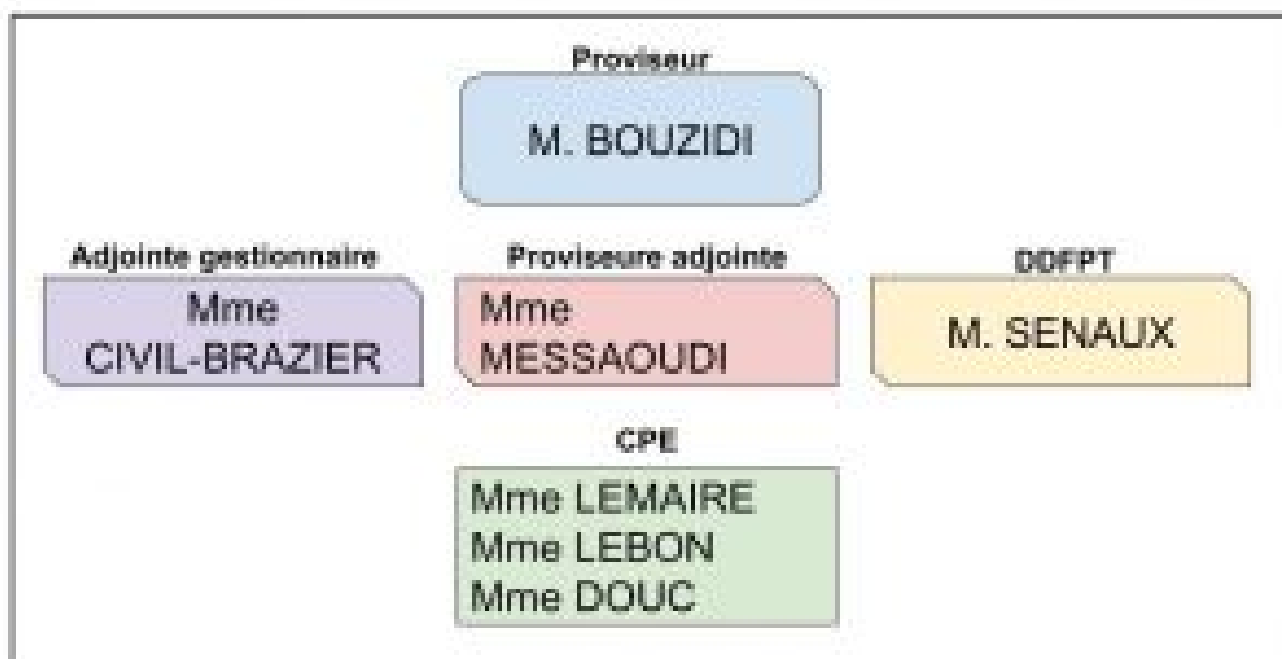 Proviseur
M. BOUZIDI
Adjointe gestionnaire
Mme
CIVIL-BRAZIER
Proviseure adjointe
Mme
MESSAOUDI
DDFPT
M. SENAUX
CPE
Mme LEMAIRE
Mme LEBON
Mme DOUC